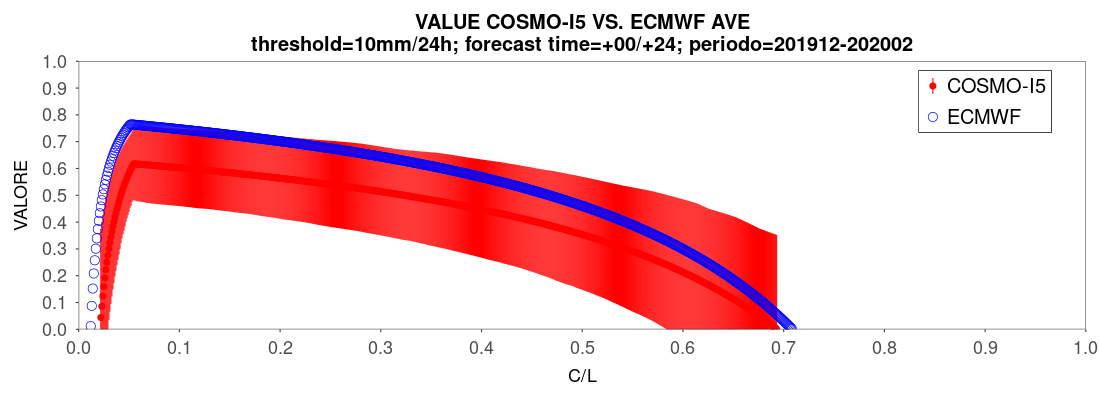 VALUE COSMO-I5 VS. ECMWF AVE
threshold=10mm/24h; forecast time=+00/+24; periodo=201912-202002
1.0
0.9
0.8
0.7
0.6
0.5
0.4
0.3
0.2
0.1
0.0
VALORE
COSMO-I5
ECMWF
0.0 0.1 0.2 0.3 0.4 0.5 0.6 0.7 0.8 0.9 1.0
C/L